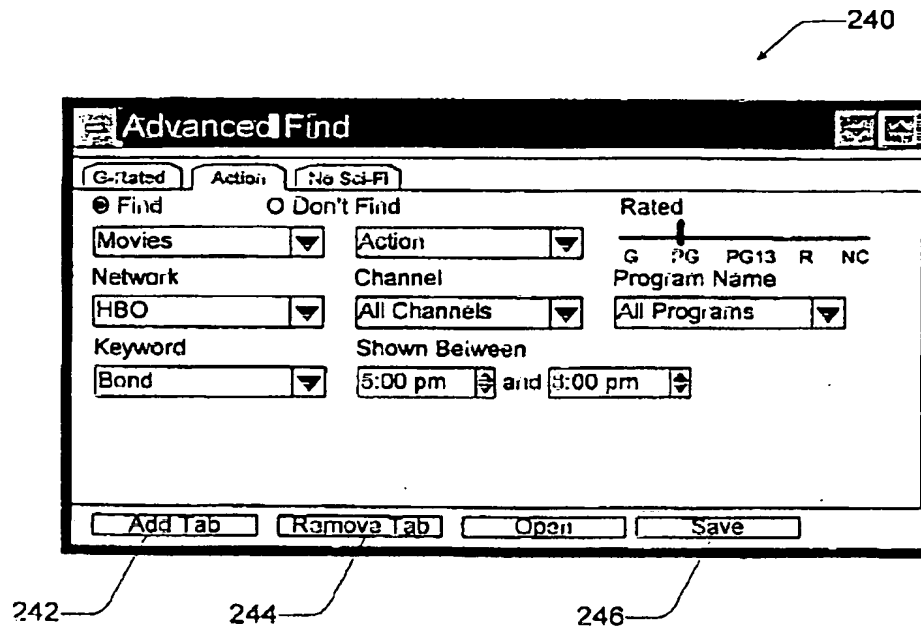 240
Advanced Find
G-Rated Action No Sci-Fi
Find Don't Find Rated
Movies Action
G PG PG13 R NC
Network Channel Program Name
HBO All Channels All Programs
Keyword Shown Between
Bond 5:00 pm and :00 pm
Add Tab Remove Tab Open Save
242 244 246